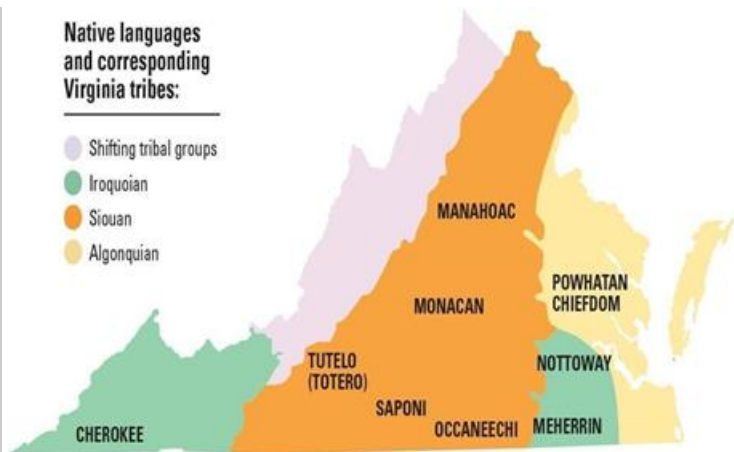 Native languages
and corresponding
Virginia tribes:
Shifting tribal groups
Iroquoian
Siouan
Algonquian
MANAHOAC
MONACAN
POWHATAN
CHIEFDOM
TUTELO
(TOTERO)
NOTTOWAY
SAPONI
OCCANEECHI
MEHERRIN
CHEROKEE